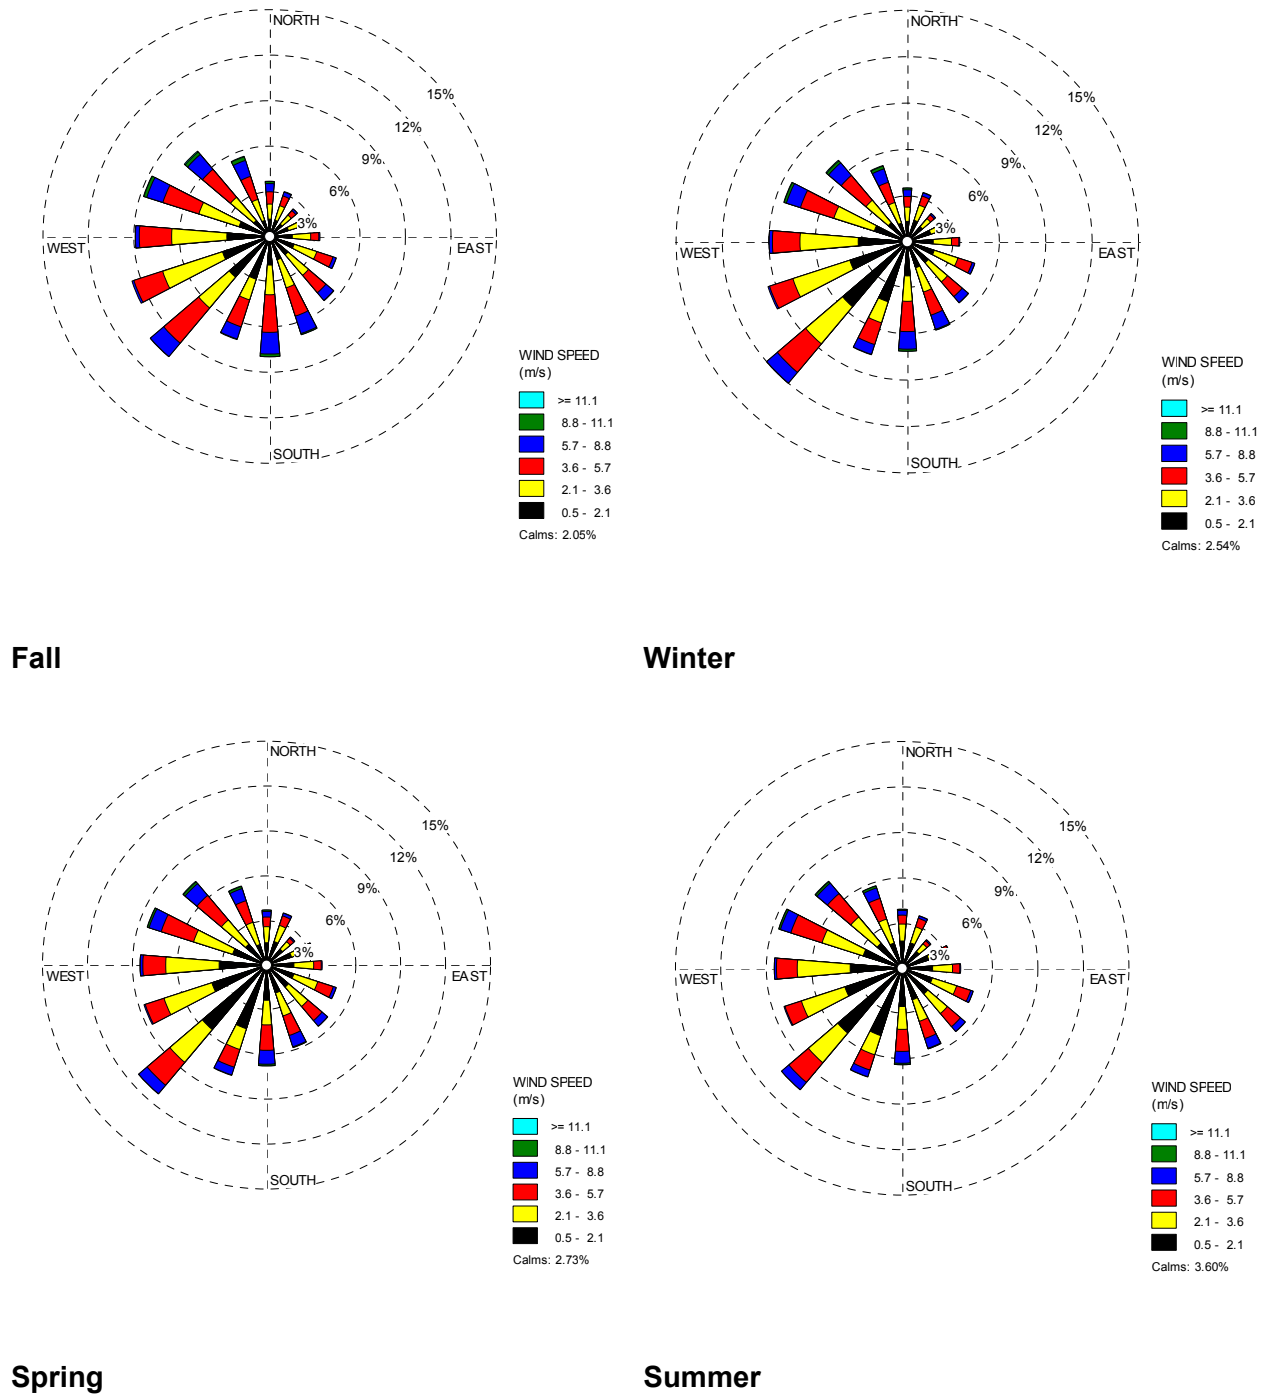 NORTH
15%
12%
9%
6%
3%
WEST
EAST
SOUTH
WIND SPEED
(m/s)
>= 11.1
8.8 - 11.1
5.7 - 8.8
3.6 - 5.7
2.1 - 3.6
0.5 - 2.1
Calms: 2.05%
Fall
NORTH
15%
12%
9%
6%
3%
WEST
EAST
SOUTH
WIND SPEED
(m/s)
>= 11.1
8.8 - 11.1
5.7 - 8.8
3.6 - 5.7
2.1 - 3.6
0.5 - 2.1
Calms: 2.54%
Winter
NORTH
15%
12%
9%
6%
3%
WEST
EAST
SOUTH
WIND SPEED
(m/s)
>= 11.1
8.8 - 11.1
5.7 - 8.8
3.6 - 5.7
2.1 - 3.6
0.5 - 2.1
Calms: 2.73%
Spring
NORTH
15%
12%
9%
6%
3%
WEST
EAST
SOUTH
WIND SPEED
(m/s)
>= 11.1
8.8 - 11.1
5.7 - 8.8
3.6 - 5.7
2.1 - 3.6
0.5 - 2.1
Calms: 3.60%
Summer